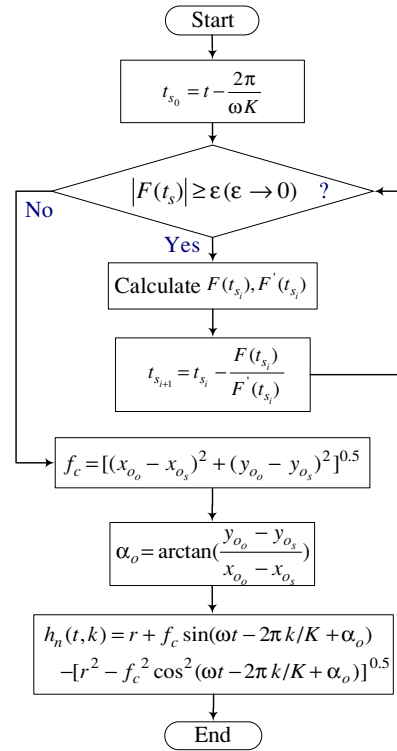 Start
t_{s_0} = t - \frac{2π}{ωK}
|F(t_s)| ≥ ε (ε → 0) ?
No
Yes
Calculate F(t_{s_i}), F^'(t_{s_i})
t_{s_{i+1}} = t_{s_i} - \frac{F(t_{s_i})}{F^'(t_{s_i})}
f_c = [(x_{o_o} - x_{o_s})^2 + (y_{o_o} - y_{o_s})^2]^{0.5}
α_o = arctan(\frac{y_{o_o} - y_{o_s}}{x_{o_o} - x_{o_s}})
h_n(t,k) = r + f_c sin(ωt - 2πk/K + α_o)
-[r^2 - f_c^2 cos^2(ωt - 2πk/K + α_o)]^{0.5}
End